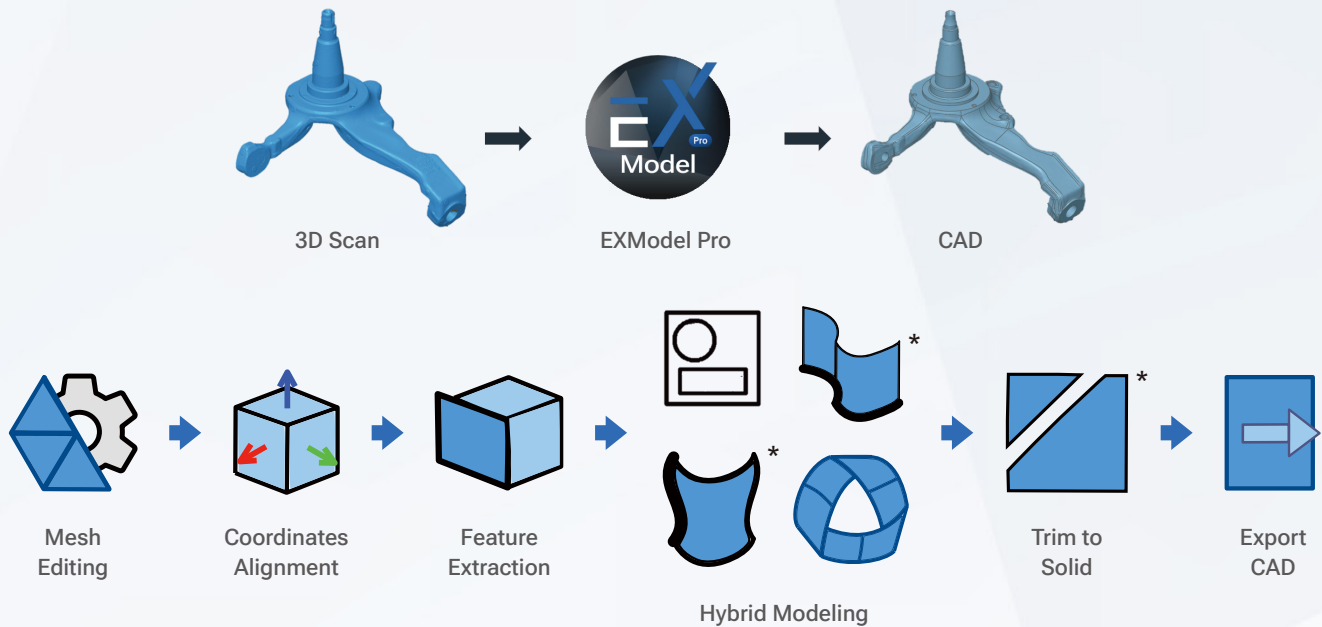 EX
Pro
Model
3D Scan
EXModel Pro
CAD
*
*
*
Mesh
Editing
Coordinates
Alignment
Feature
Extraction
Hybrid Modeling
Trim to
Solid
Export
CAD